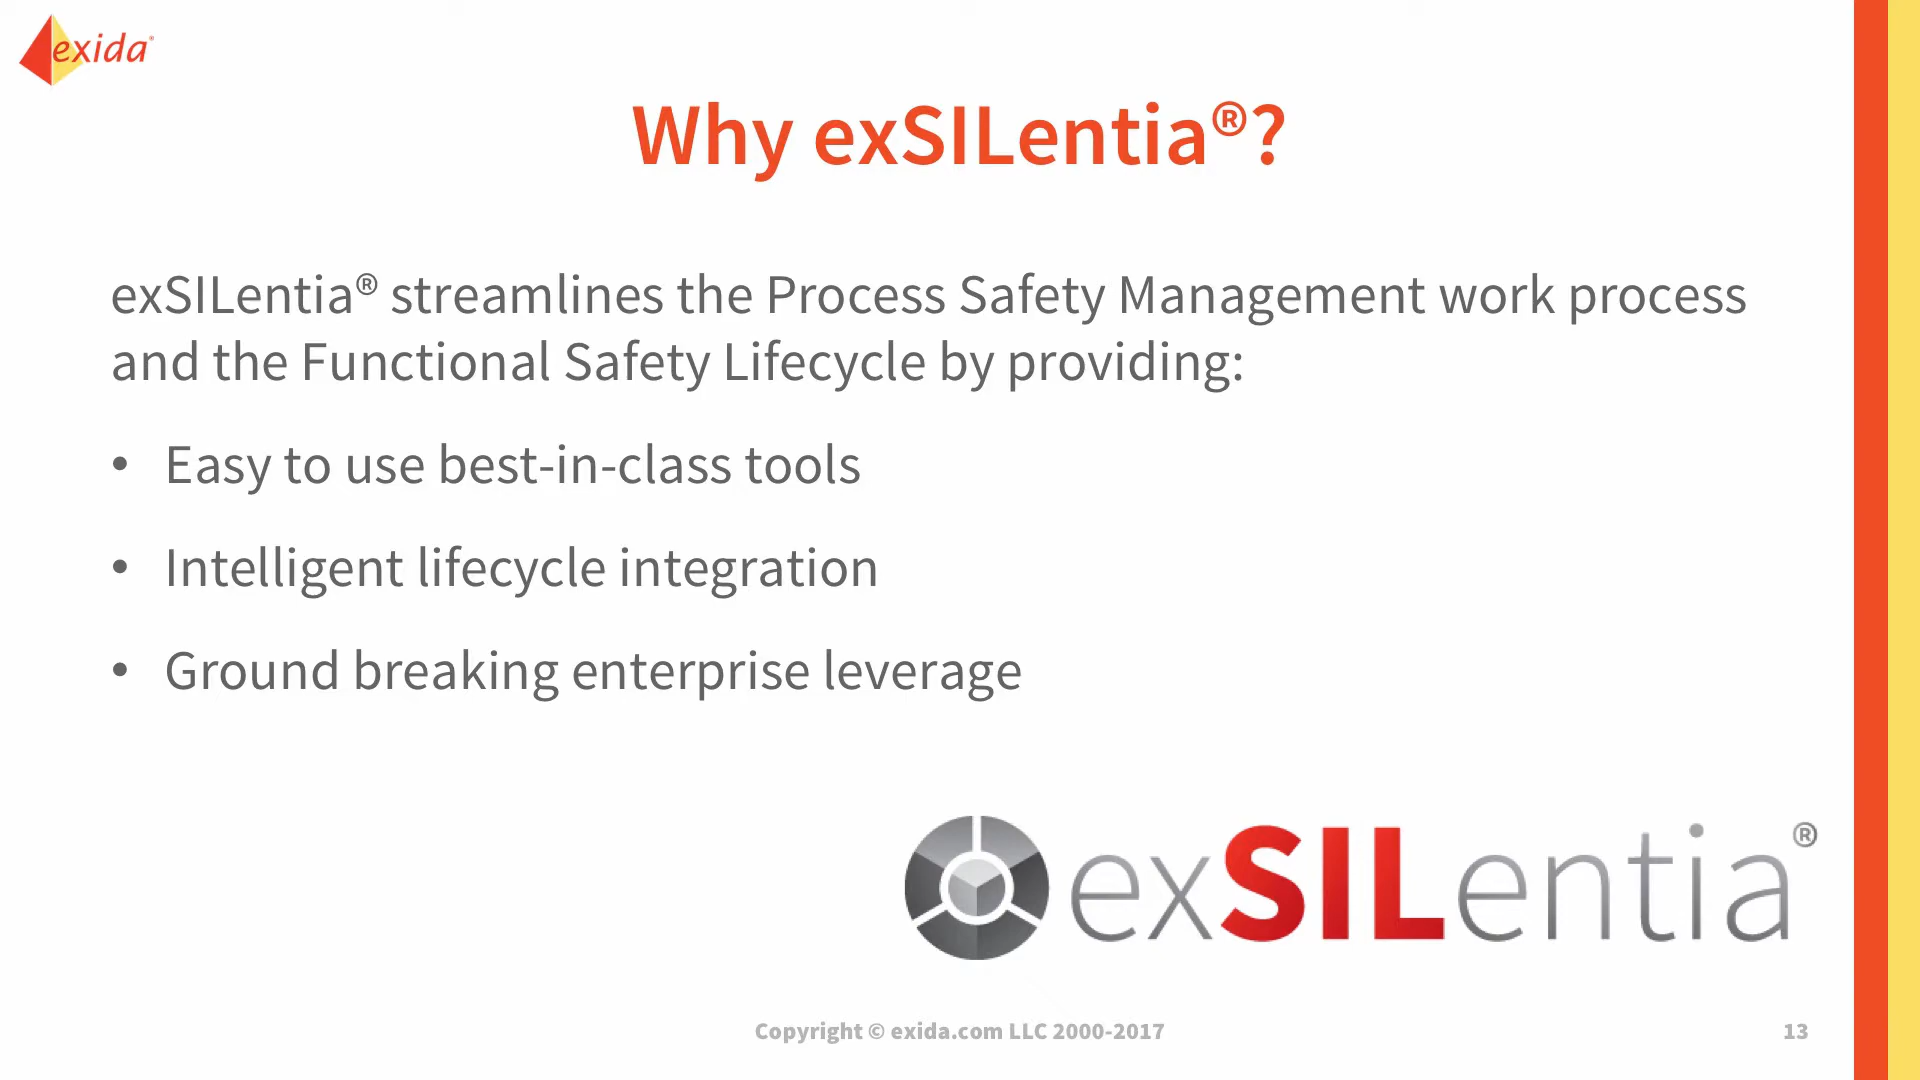 exida®
Why exSILentia®?
exSILentia® streamlines the Process Safety Management work process
and the Functional Safety Lifecycle by providing:
• Easy to use best-in-class tools
• Intelligent lifecycle integration
• Ground breaking enterprise leverage
exSILentia®
Copyright © exida.com LLC 2000-2017
13